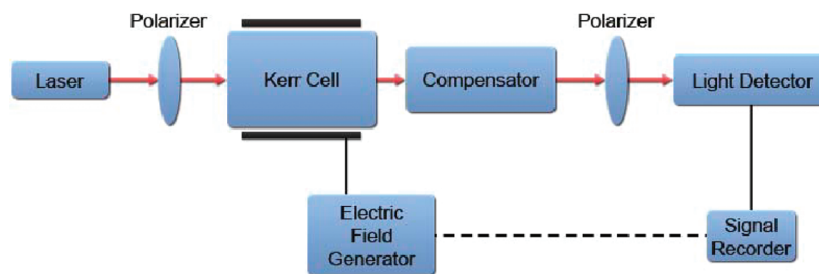 Polarizer
Polarizer
Laser
Kerr Cell
Compensator
Light Detector
Electric
Field
Generator
Signal
Recorder